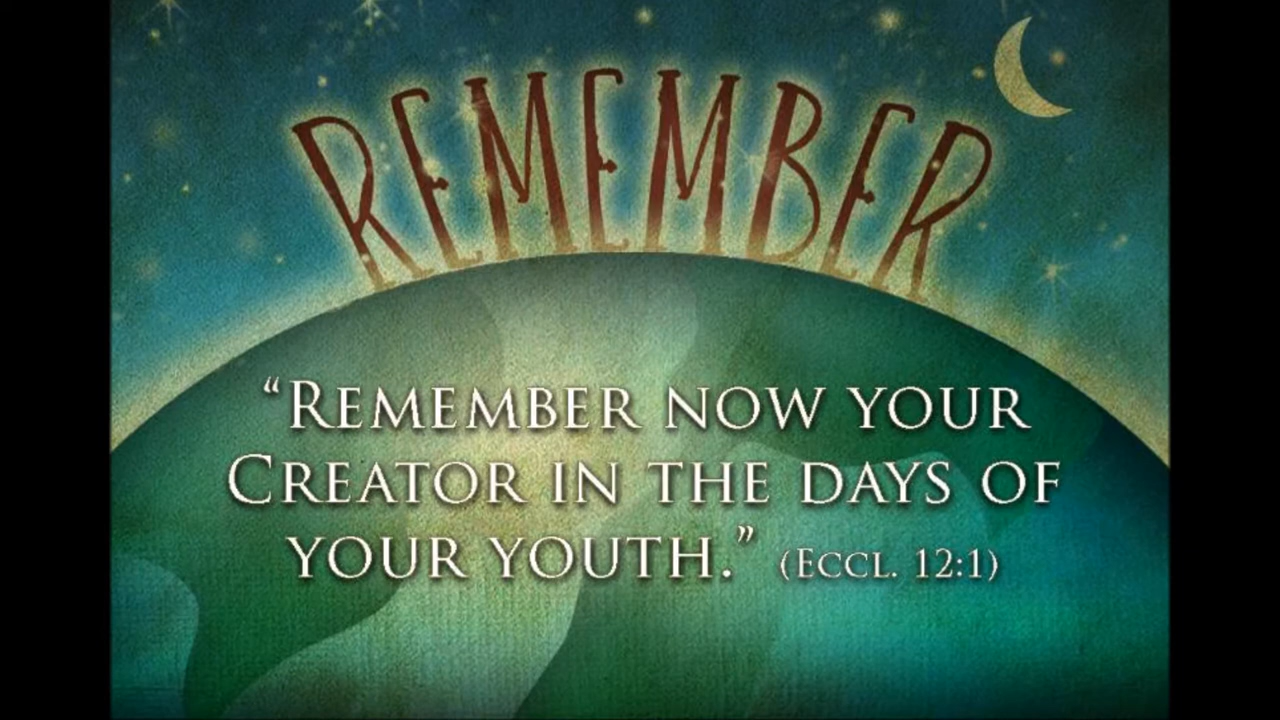 REMEMBER
“REMEMBER NOW YOUR
CREATOR IN THE DAYS OF
YOUR YOUTH.” (ECCL. 12:1)